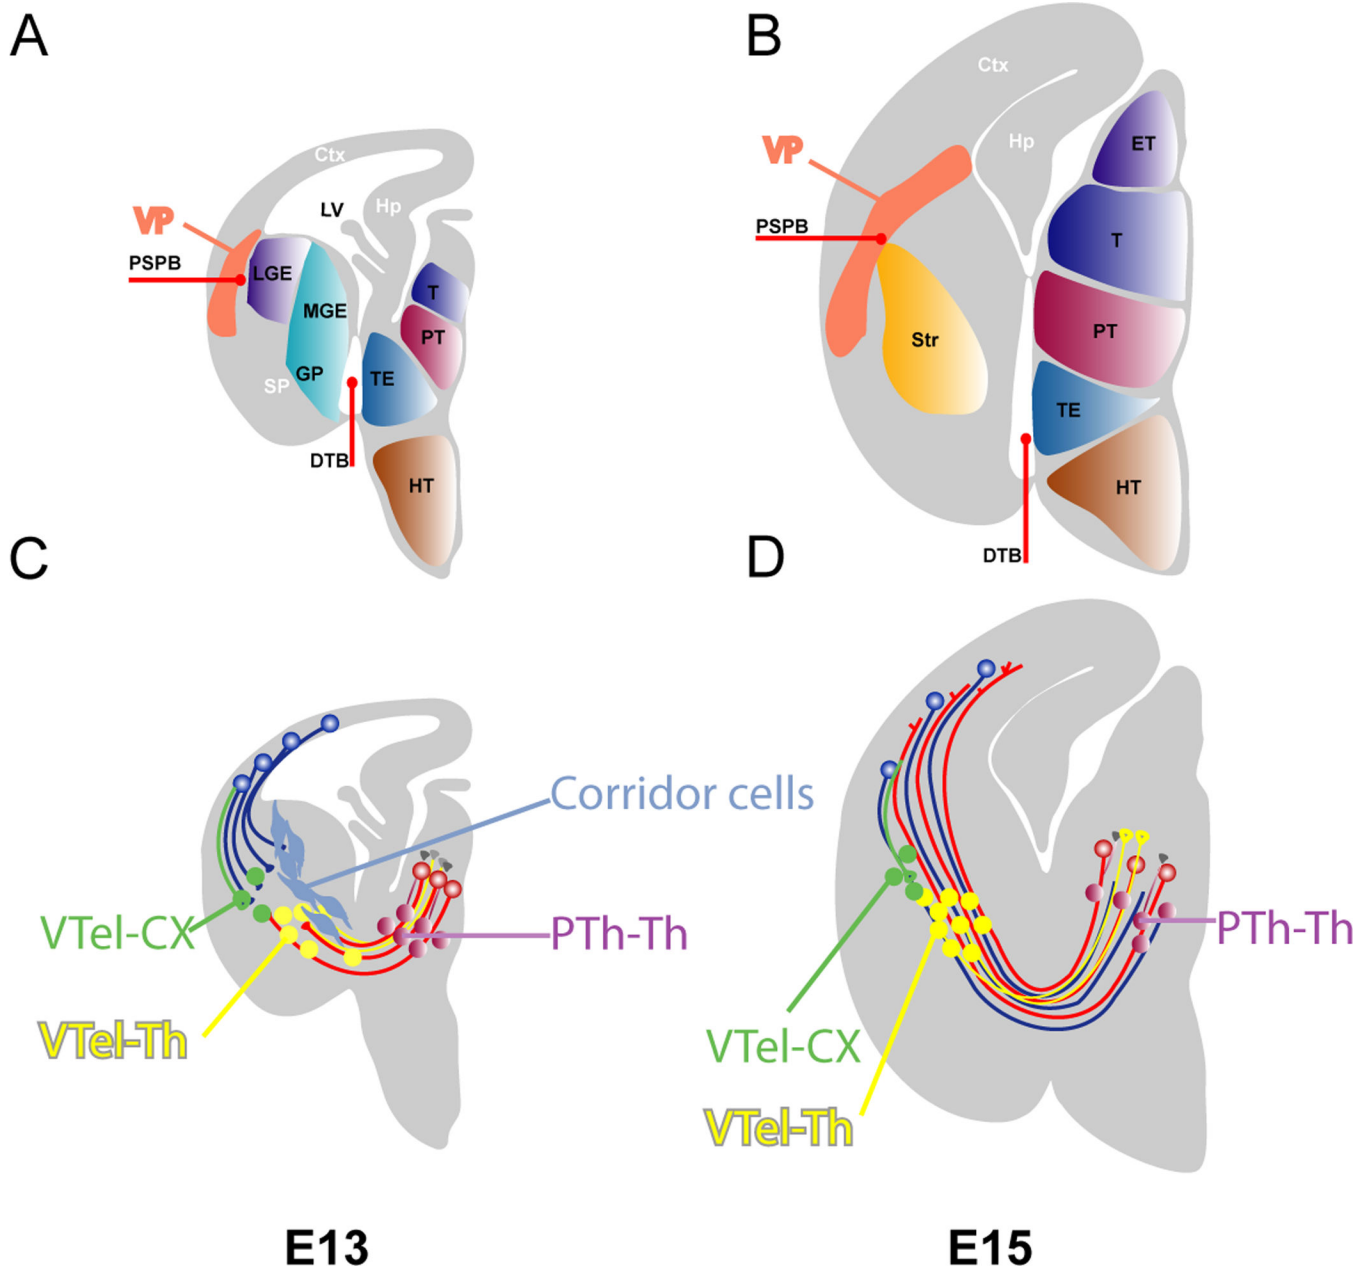 A
Ctx
LV
Hp
VP
PSPB
LGE
MGE
T
PT
SP
GP
TE
DTB
HT
B
Ctx
VP
Hp
ET
PSPB
T
Str
PT
TE
HT
DTB
C
Corridor cells
VTel-CX
PTh-Th
VTel-Th
E13
D
PTh-Th
VTel-CX
VTel-Th
E15